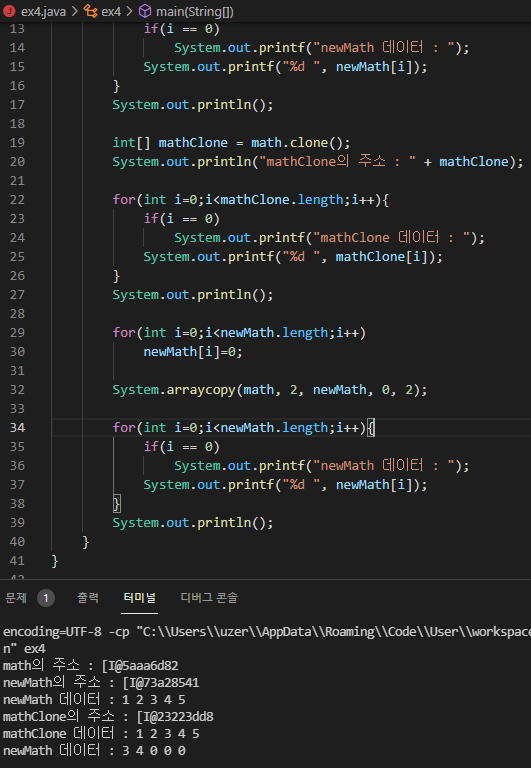 ex4.java > ex4 > main(String[])
13 if(i == 0)
14 System.out.printf("newMath 데이터 : ");
15 System.out.printf("%d ", newMath[i]);
16 }
17 System.out.println();
18
19 int[] mathClone = math.clone();
20 System.out.println("mathClone의 주소 : " + mathClone);
21
22 for(int i=0;i<mathClone.length;i++){
23 if(i == 0)
24 System.out.printf("mathClone 데이터 : ");
25 System.out.printf("%d ", mathClone[i]);
26 }
27 System.out.println();
28
29 for(int i=0;i<newMath.length;i++)
30 newMath[i]=0;
31
32 System.arraycopy(math, 2, newMath, 0, 2);
33
34 for(int i=0;i<newMath.length;i++){
35 if(i == 0)
36 System.out.printf("newMath 데이터 : ");
37 System.out.printf("%d ", newMath[i]);
38 }
39 System.out.println();
40 }
41 }
문제 1 출력 터미널 디버그 콘솔
encoding=UTF-8 -cp "C:\\Users\\uzer\\AppData\\Roaming\\Code\\User\\workspace
n" ex4
math의 주소 : [I@5aaa6d82
newMath의 주소 : [I@73a28541
newMath 데이터 : 1 2 3 4 5
mathClone의 주소 : [I@23223dd8
mathClone 데이터 : 1 2 3 4 5
newMath 데이터 : 3 4 0 0 0